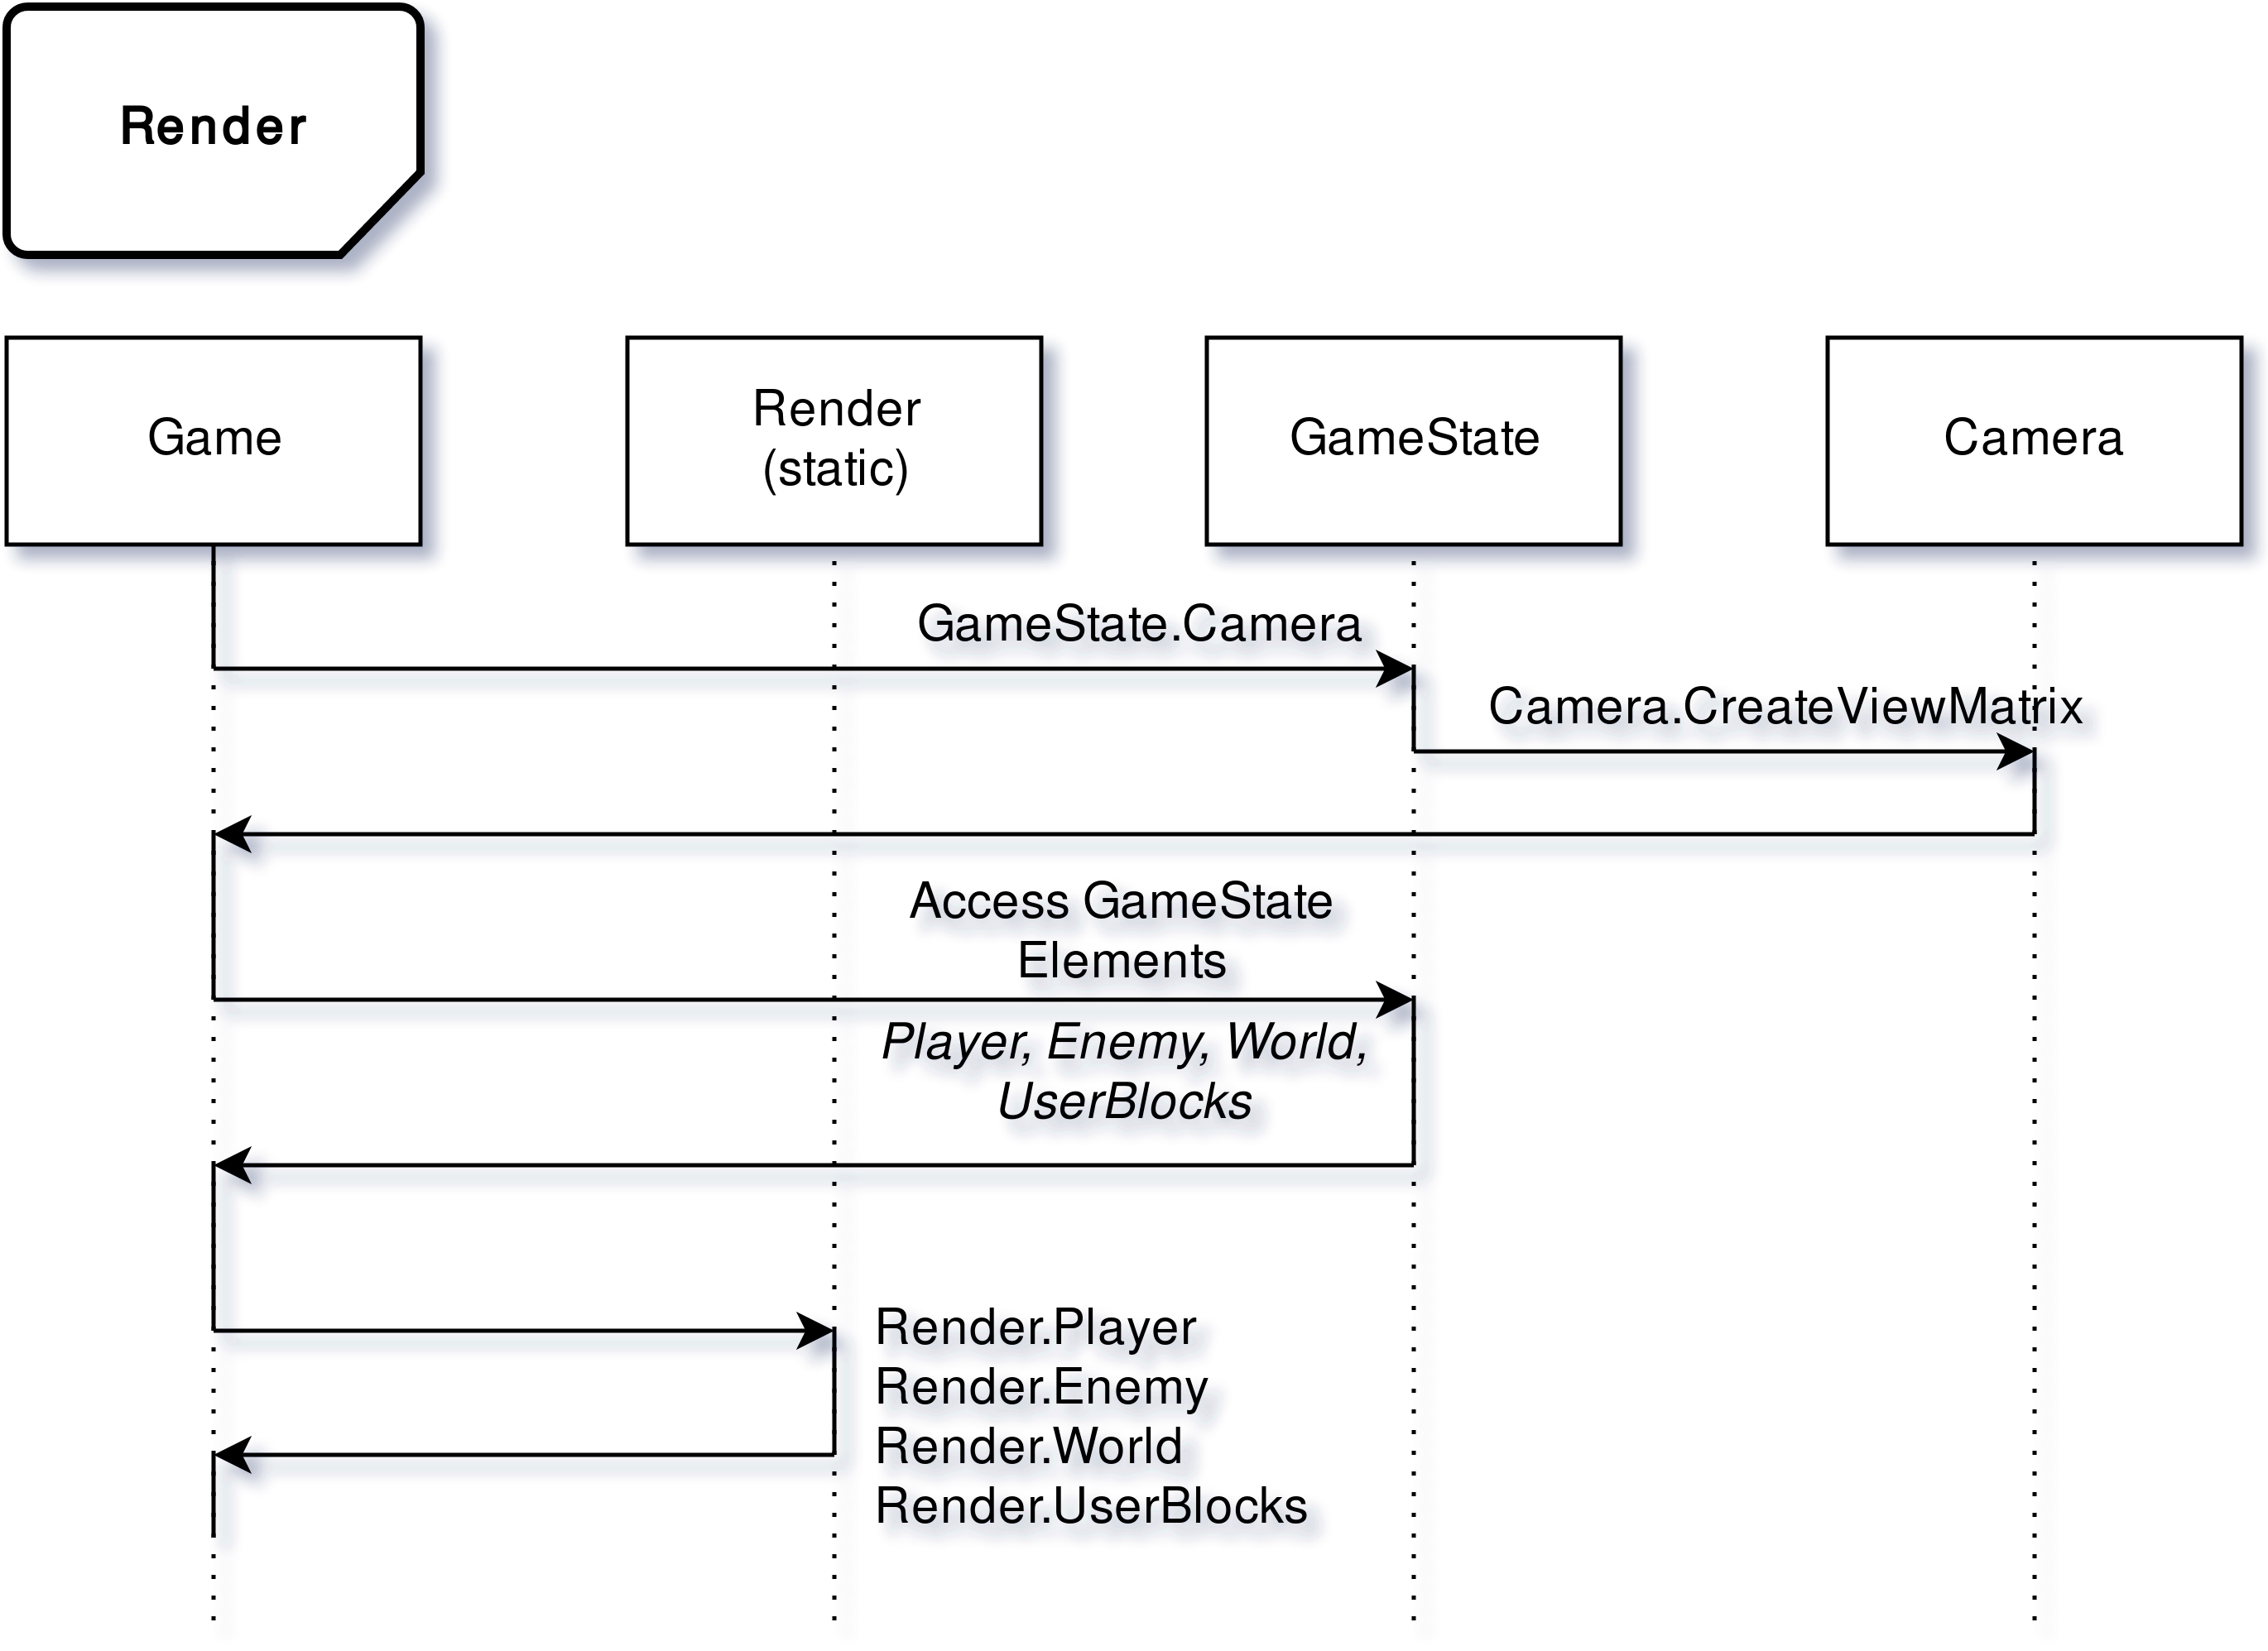 Render
Game
Render
(static)
GameState
Camera
GameState.Camera
Camera.CreateViewMatrix
Access GameState
Elements
Player, Enemy, World,
UserBlocks
Render.Player
Render.Enemy
Render.World
Render.UserBlocks